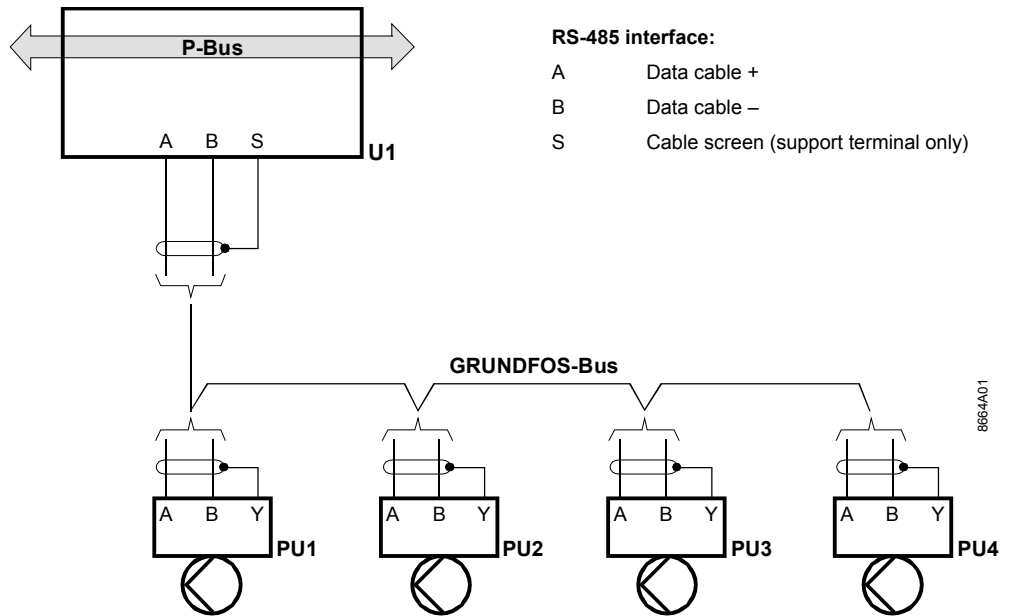 P-Bus
A B S
U1
RS-485 interface:
A Data cable +
B Data cable –
S Cable screen (support terminal only)
GRUNDFOS-Bus
8664A01
A B Y
PU1
A B Y
PU2
A B Y
PU3
A B Y
PU4